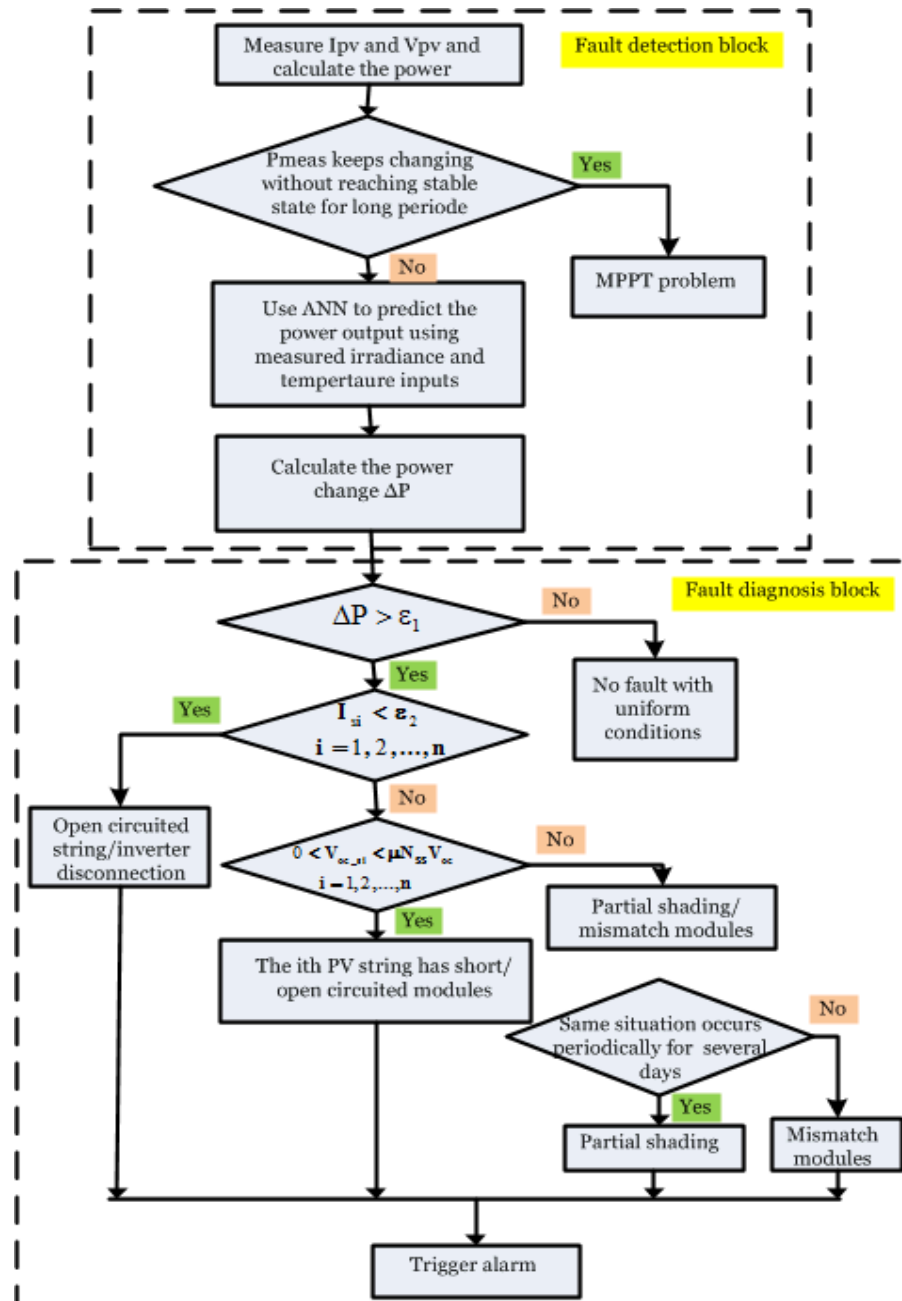 Measure Ipv and Vpv and
calculate the power
Fault detection block
Pmeas keeps changing
without reaching stable
state for long periode
Yes
MPPT problem
No
Use ANN to predict the
power output using
measured irradiance and
tempertaure inputs
Calculate the power
change ΔP
Fault diagnosis block
ΔP > ε₁
No
No fault with
uniform
conditions
Yes
I_si < ε₂
i = 1, 2, ..., n
Yes
Open circuited
string/inverter
disconnection
No
0 < V_oc_si < μN_SS V_oc
i = 1, 2, ..., n
No
Partial shading/
mismatch modules
Yes
The ith PV string has short/
open circuited modules
Same situation occurs
periodically for several
days
No
Yes
Partial shading
Mismatch
modules
Trigger alarm